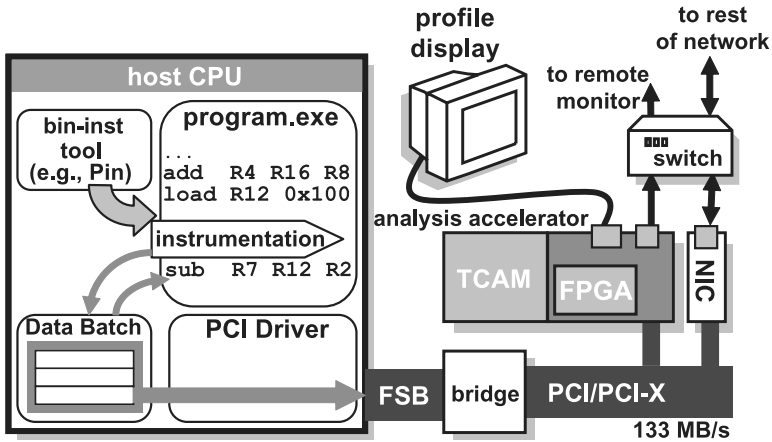 profile
display
to rest
of network
to remote
monitor
host CPU
bin-inst
tool
(e.g., Pin)
program.exe
...
add R4 R16 R8
load R12 0x100
instrumentation
sub R7 R12 R2
switch
analysis accelerator
TCAM
FPGA
NIC
Data Batch
PCI Driver
FSB
bridge
PCI/PCI-X
133 MB/s